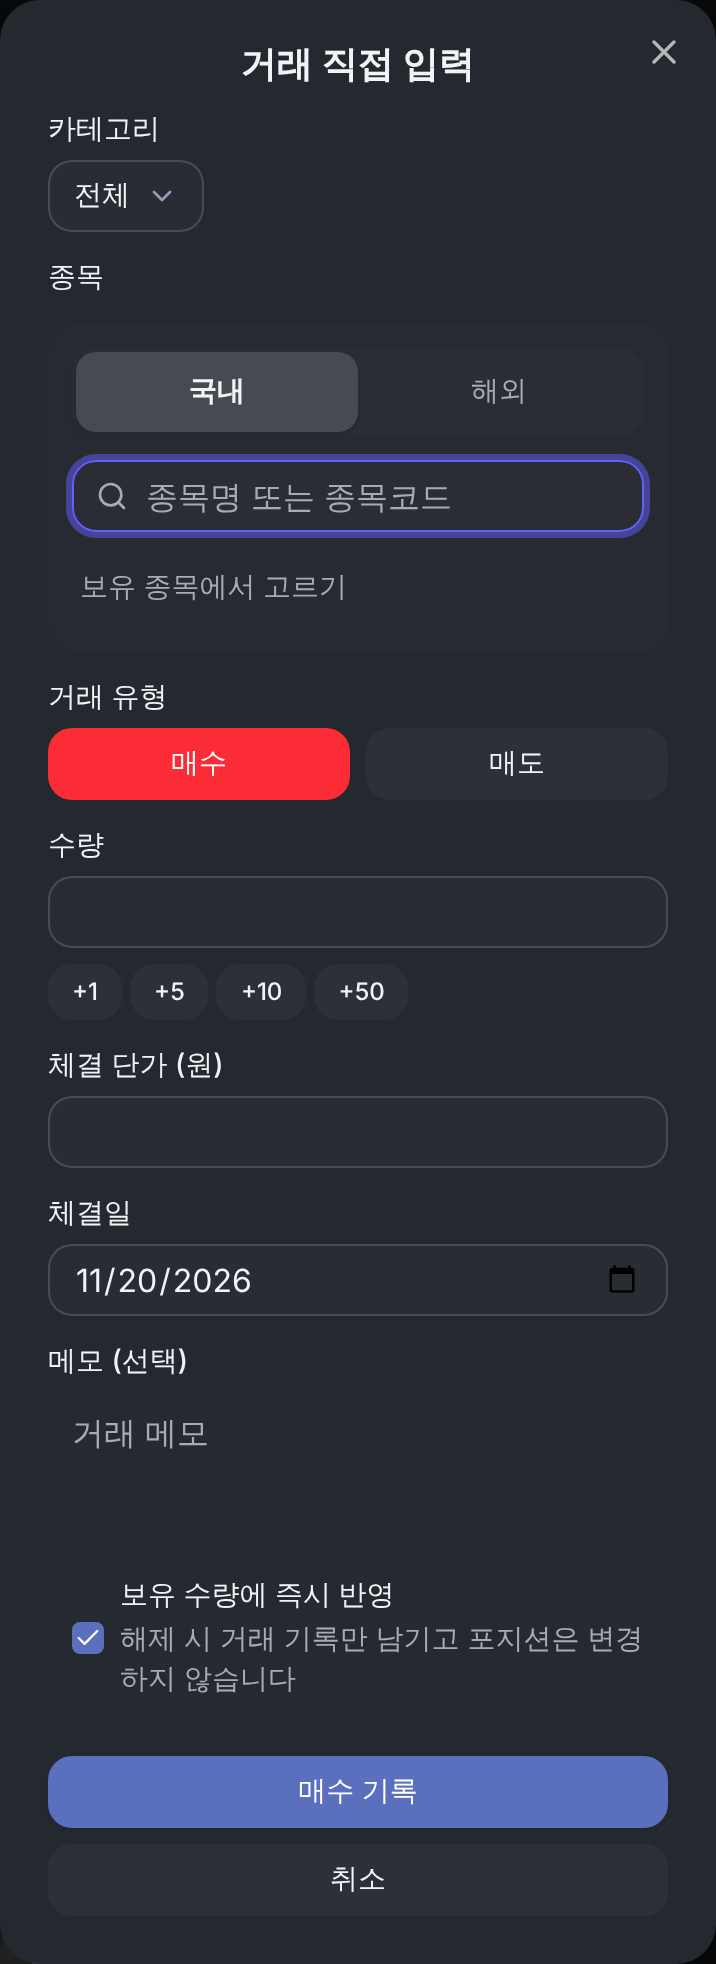 거래 직접 입력
카테고리
전체
종목
국내
해외
종목명 또는 종목코드
보유 종목에서 고르기
거래 유형
매수
매도
수량
+1
+5
+10
+50
체결 단가 (원)
체결일
11/20/2026
메모 (선택)
거래 메모
보유 수량에 즉시 반영
해제 시 거래 기록만 남기고 포지션은 변경
하지 않습니다
매수 기록
취소